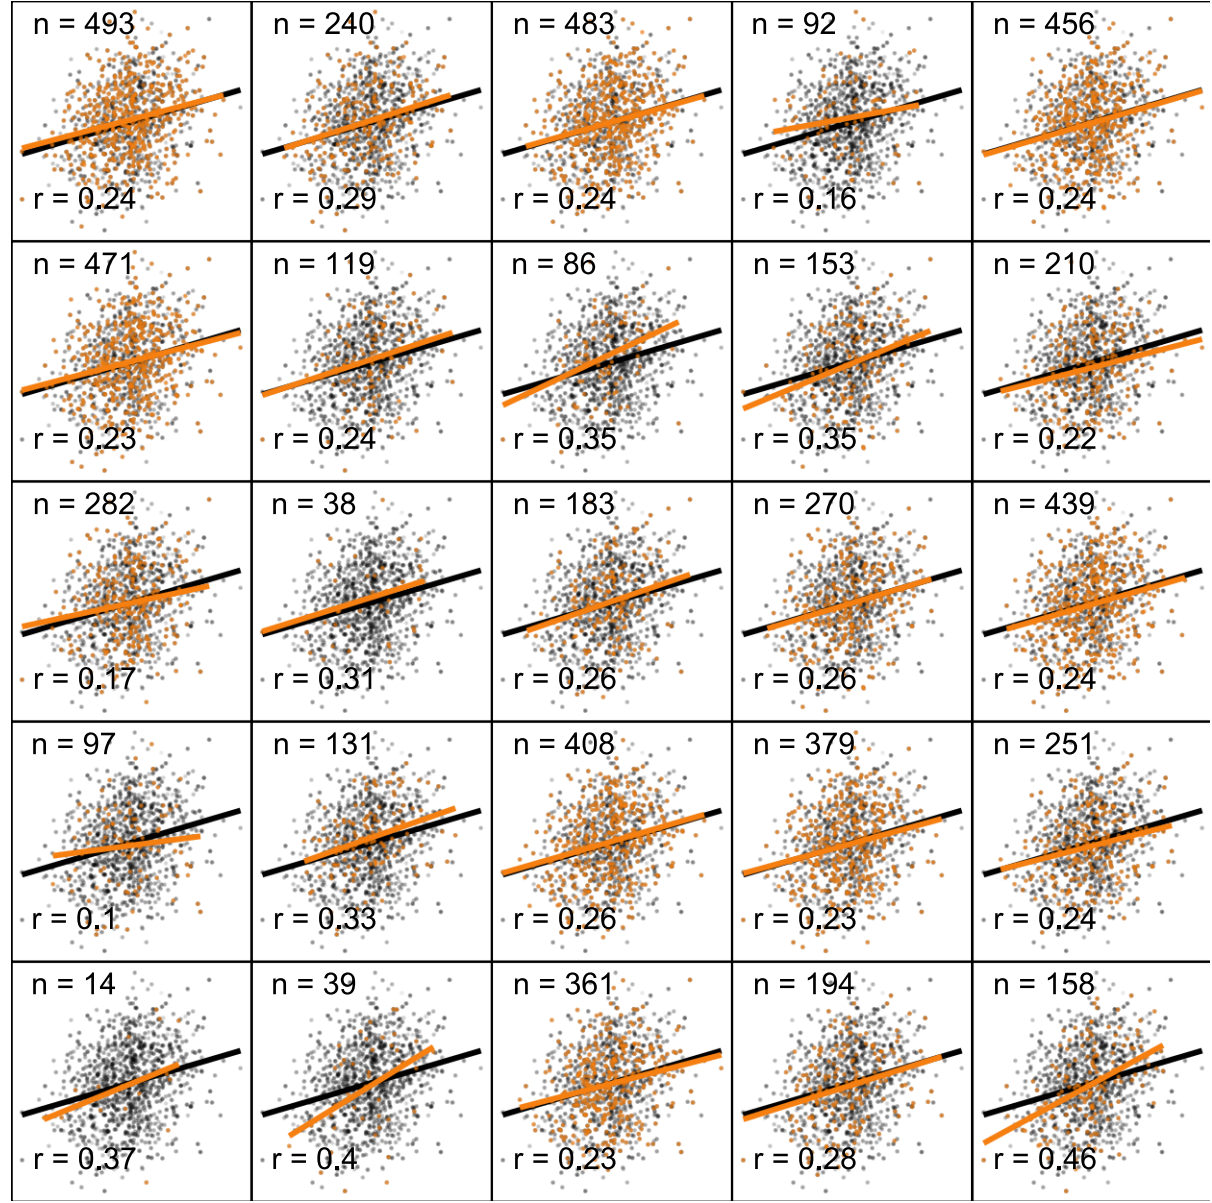 n = 493
n = 240
n = 483
n = 92
n = 456
r = 0.24
r = 0.29
r = 0.24
r = 0.16
r = 0.24
n = 471
n = 119
n = 86
n = 153
n = 210
r = 0.23
r = 0.24
r = 0.35
r = 0.35
r = 0.22
n = 282
n = 38
n = 183
n = 270
n = 439
r = 0.17
r = 0.31
r = 0.26
r = 0.26
r = 0.24
n = 97
n = 131
n = 408
n = 379
n = 251
r = 0.1
r = 0.33
r = 0.26
r = 0.23
r = 0.24
n = 14
n = 39
n = 361
n = 194
n = 158
r = 0.37
r = 0.4
r = 0.23
r = 0.28
r = 0.46